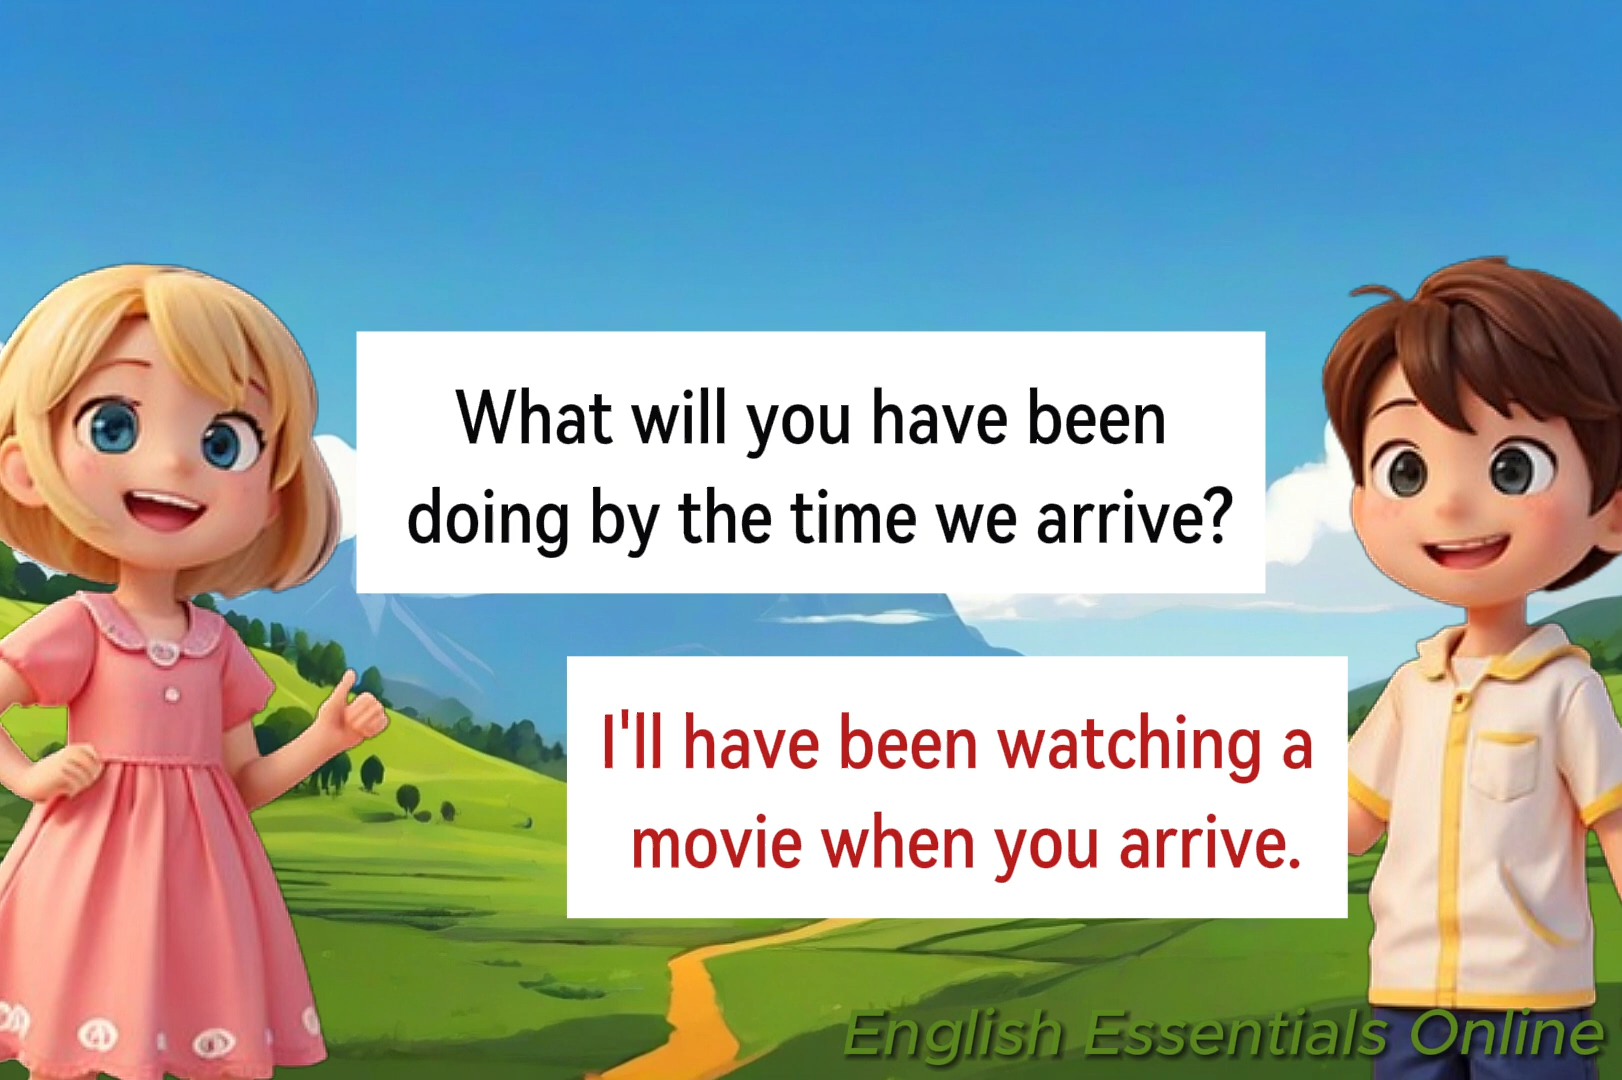 What will you have been
doing by the time we arrive?
I'll have been watching a
movie when you arrive.
English Essentials Online